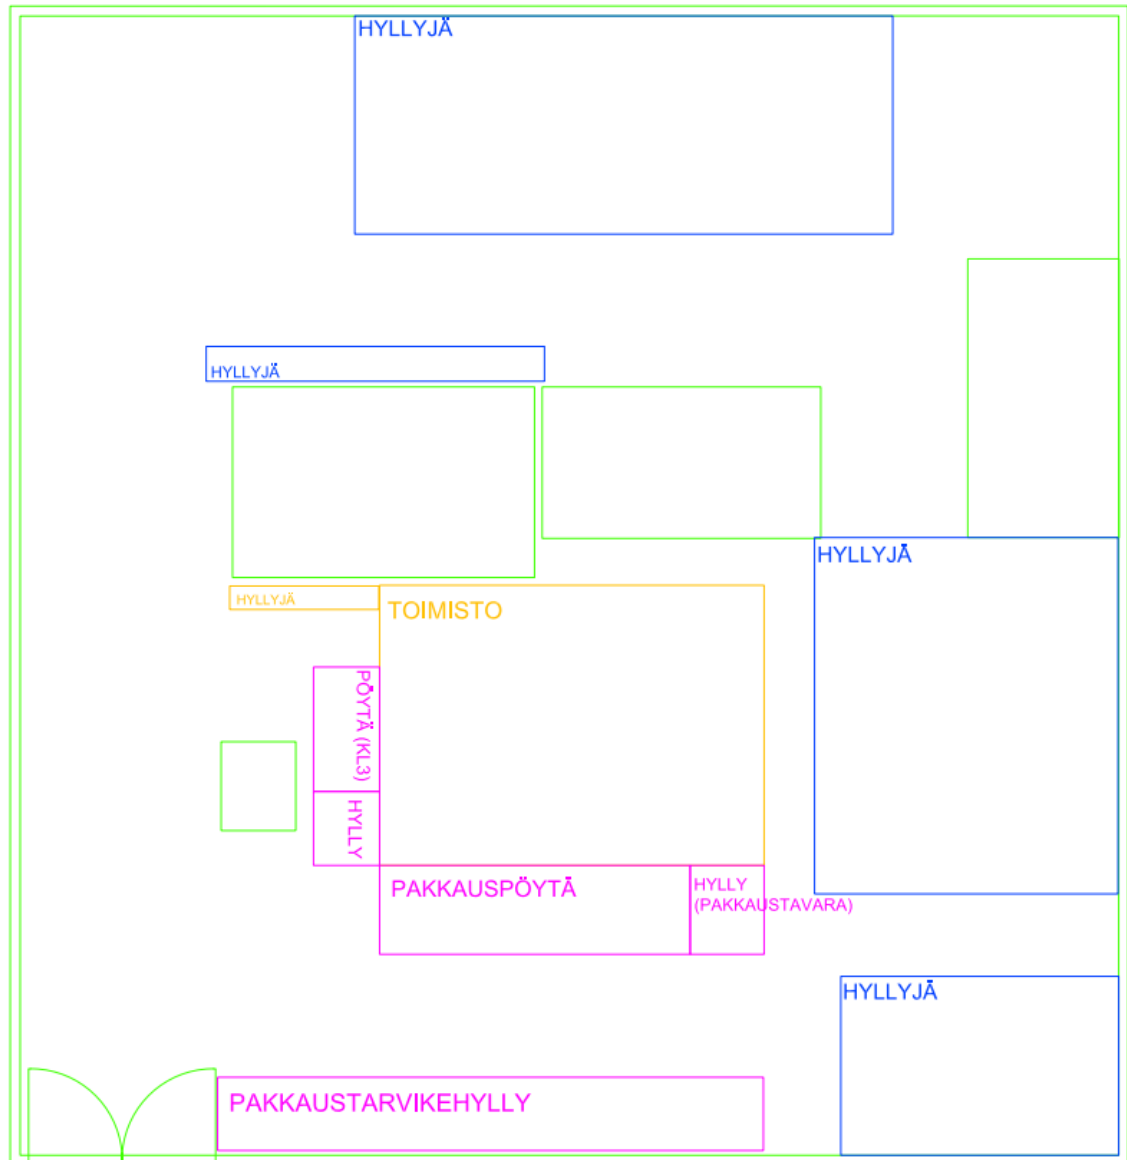 HYLLYJÄ
HYLLYJÄ
HYLLYJÄ
HYLLYJÄ
TOIMISTO
PÖYTÄ (KL3)
HYLLY
PAKKAUSPÖYTÄ
HYLLY
(PAKKAUSTAVARA)
HYLLYJÄ
PAKKAUSTARVIKEHYLLY